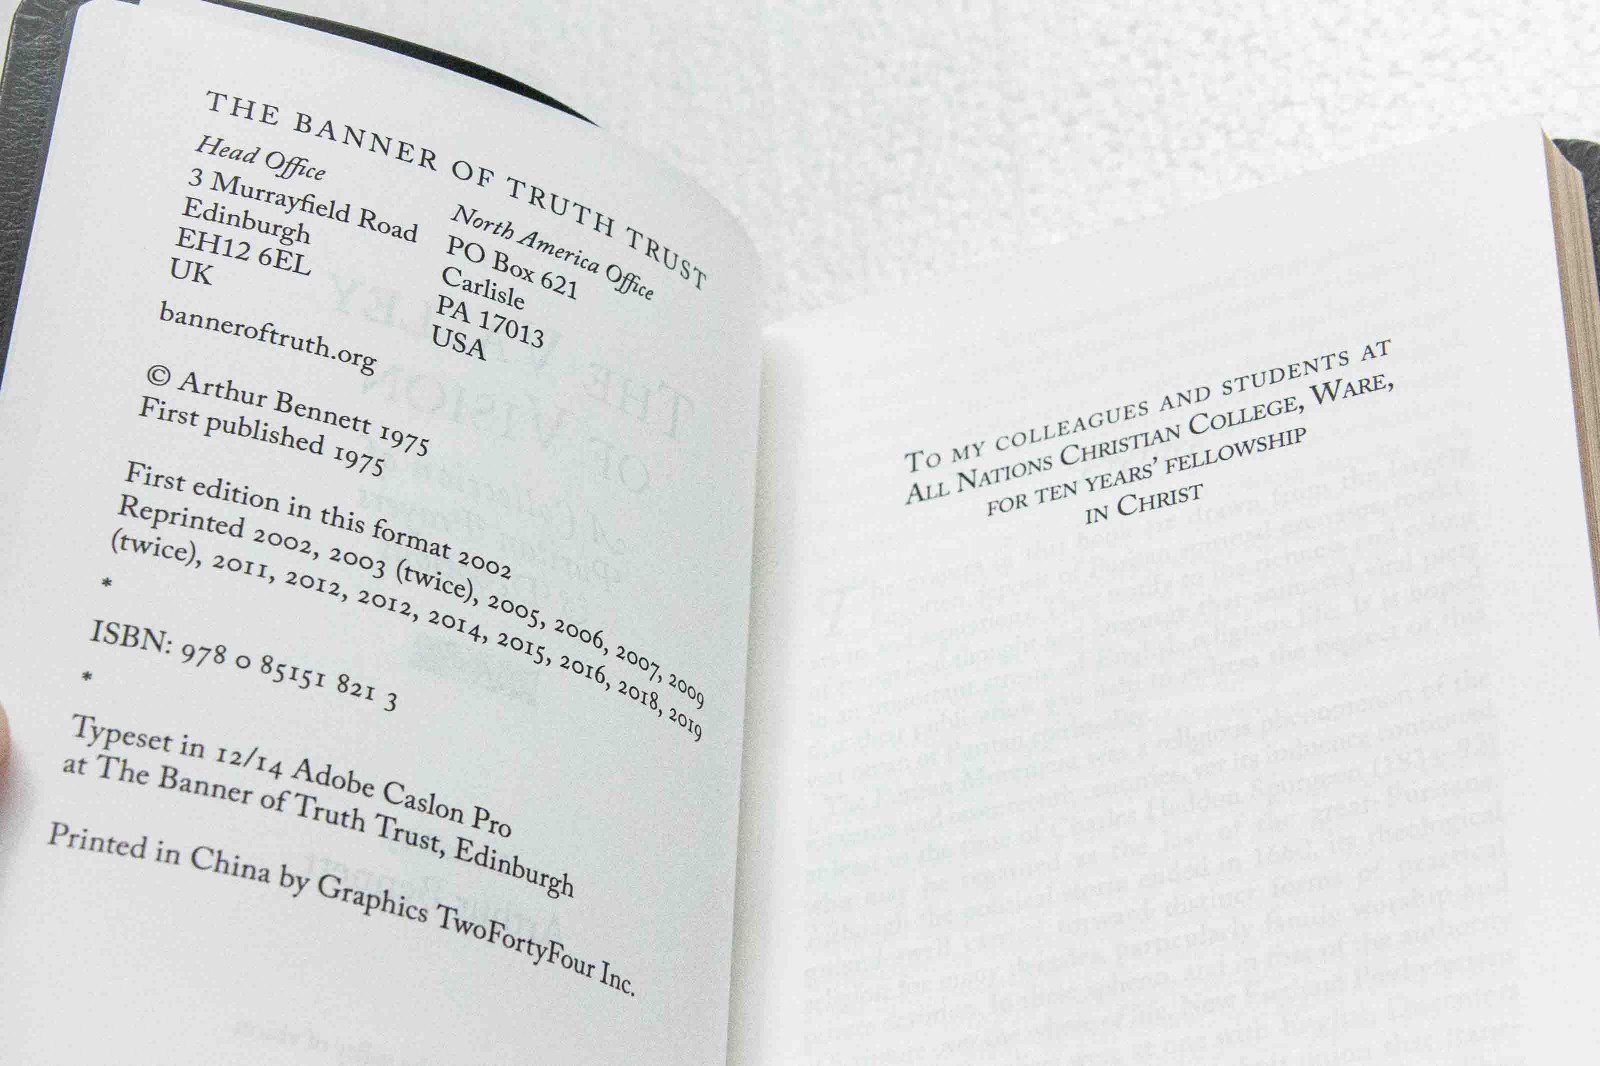 THE BANNER OF TRUTH TRUST
Head Office
3 Murrayfield Road
Edinburgh
EH12 6EL
UK
North America Office
PO Box 621
Carlisle
PA 17013
USA
banneroftruth.org
© Arthur Bennett 1975
First published 1975
First edition in this format 2002
Reprinted 2002, 2003 (twice), 2005, 2006, 2007, 2009
(twice), 2011, 2012, 2012, 2014, 2015, 2016, 2018, 2019
*
ISBN: 978 0 85151 821 3
*
Typeset in 12/14 Adobe Caslon Pro
at The Banner of Truth Trust, Edinburgh
Printed in China by Graphics TwoFortyFour Inc.
To my colleagues and students at
All Nations Christian College, Ware,
for ten years’ fellowship
in Christ